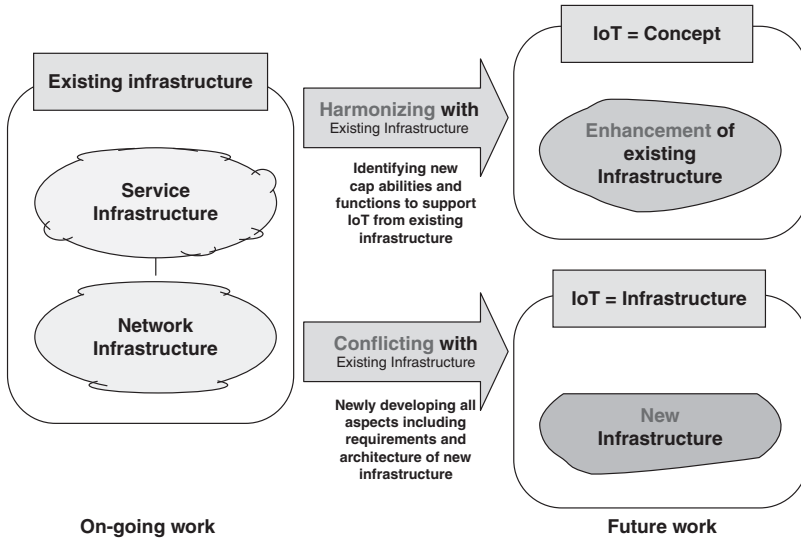 Existing infrastructure
Service
Infrastructure
Network
Infrastructure
On-going work
Harmonizing with
Existing Infrastructure
Identifying new
cap abilities and
functions to support
IoT from existing
infrastructure
Conflicting with
Existing Infrastructure
Newly developing all
aspects including
requirements and
architecture of new
infrastructure
IoT = Concept
Enhancement of
existing
Infrastructure
IoT = Infrastructure
New
Infrastructure
Future work